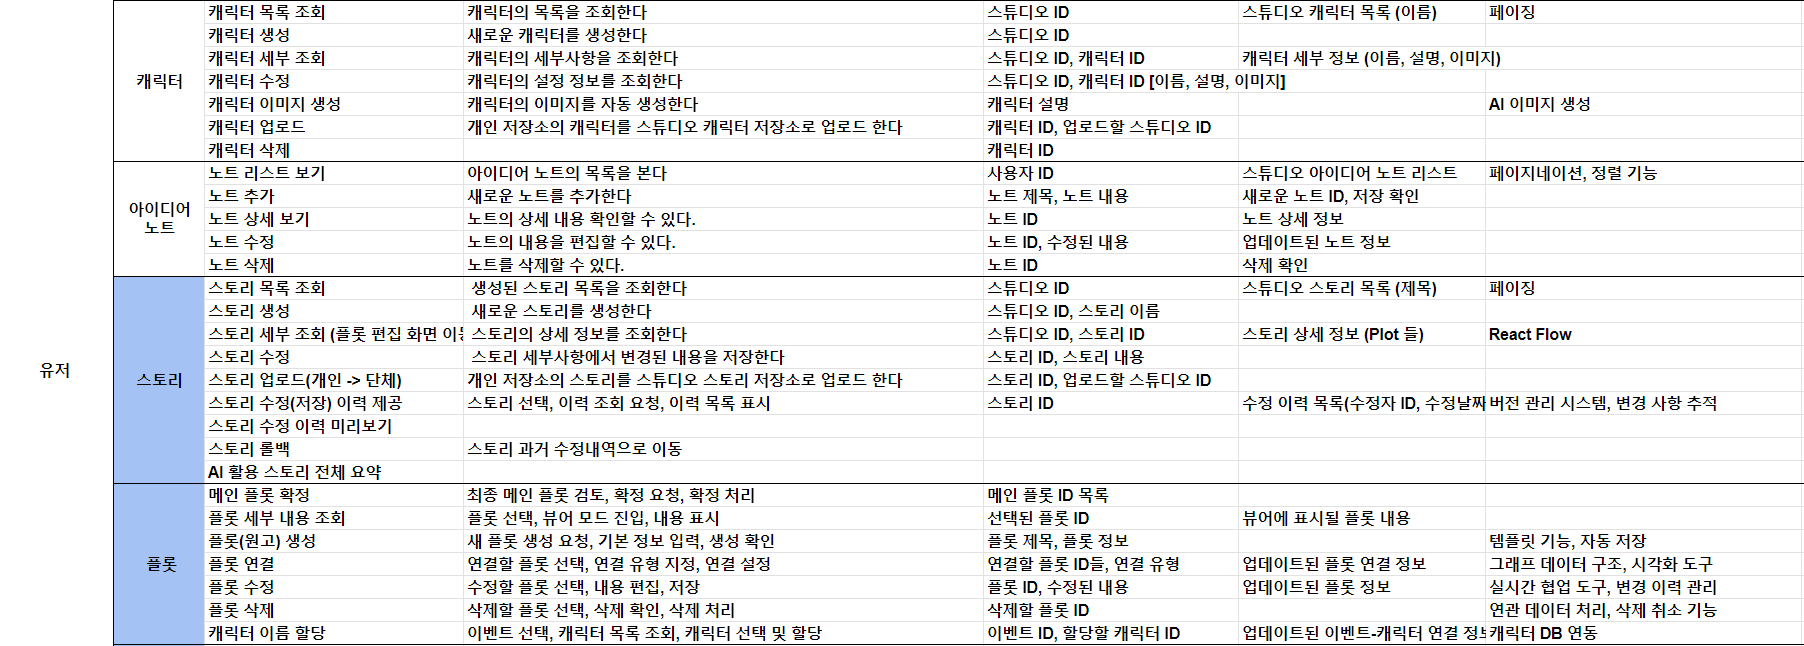 캐릭터 목록 조회 캐릭터의 목록을 조회한다 스튜디오 ID 스튜디오 캐릭터 목록 (이름) 페이징
캐릭터 생성 새로운 캐릭터를 생성한다 스튜디오 ID
캐릭터 세부 조회 캐릭터의 세부사항을 조회한다 스튜디오 ID, 캐릭터 ID 캐릭터 세부 정보 (이름, 설명, 이미지)
캐릭터
캐릭터 수정 캐릭터의 설정 정보를 조회한다 스튜디오 ID, 캐릭터 ID [이름, 설명, 이미지]
캐릭터 이미지 생성 캐릭터의 이미지를 자동 생성한다 캐릭터 설명 AI 이미지 생성
캐릭터 업로드 개인 저장소의 캐릭터를 스튜디오 캐릭터 저장소로 업로드 한다 캐릭터 ID, 업로드할 스튜디오 ID
캐릭터 삭제 캐릭터 ID
노트 리스트 보기 아이디어 노트의 목록을 본다 사용자 ID 스튜디오 아이디어 노트 리스트 페이지네이션, 정렬 기능
노트 추가 새로운 노트를 추가한다 노트 제목, 노트 내용 새로운 노트 ID, 저장 확인
아이디어
노트
노트 상세 보기 노트의 상세 내용 확인할 수 있다. 노트 ID 노트 상세 정보
노트 수정 노트의 내용을 편집할 수 있다. 노트 ID, 수정된 내용 업데이트된 노트 정보
노트 삭제 노트를 삭제할 수 있다. 노트 ID 삭제 확인
스토리 목록 조회 생성된 스토리 목록을 조회한다 스튜디오 ID 스튜디오 스토리 목록 (제목) 페이징
스토리 생성 새로운 스토리를 생성한다 스튜디오 ID, 스토리 이름
스토리 세부 조회 (플롯 편집 화면 스토리의 상세 정보를 조회한다 스튜디오 ID, 스토리 ID 스토리 상세 정보 (Plot 들) React Flow
스토리 수정 스토리 세부사항에서 변경된 내용을 저장한다 스토리 ID, 스토리 내용
유저
스토리
스토리 업로드(개인 -> 단체) 개인 저장소의 스토리를 스튜디오 스토리 저장소로 업로드 한다 스토리 ID, 업로드할 스튜디오 ID
스토리 수정(저장) 이력 제공 스토리 선택, 이력 조회 요청, 이력 목록 표시 스토리 ID 수정 이력 목록(수정자 ID, 수정날짜 버전 관리 시스템, 변경 사항 추적
스토리 수정 이력 미리보기
스토리 롤백 스토리 과거 수정내역으로 이동
AI 활용 스토리 전체 요약
메인 플롯 확정 최종 메인 플롯 검토, 확정 요청, 확정 처리 메인 플롯 ID 목록
플롯 세부 내용 조회 플롯 선택, 뷰어 모드 진입, 내용 표시 선택된 플롯 ID 뷰어에 표시될 플롯 내용
플롯(원고) 생성 새 플롯 생성 요청, 기본 정보 입력, 생성 확인 플롯 제목, 플롯 정보 템플릿 기능, 자동 저장
플롯
플롯 연결 연결할 플롯 선택, 연결 유형 지정, 연결 설정 연결할 플롯 ID들, 연결 유형 업데이트된 플롯 연결 정보 그래프 데이터 구조, 시각화 도구
플롯 수정 수정할 플롯 선택, 내용 편집, 저장 플롯 ID, 수정된 내용 업데이트된 플롯 정보 실시간 협업 도구, 변경 이력 관리
플롯 삭제 삭제할 플롯 선택, 삭제 확인, 삭제 처리 삭제할 플롯 ID 연관 데이터 처리, 삭제 취소 기능
캐릭터 이름 할당 이벤트 선택, 캐릭터 목록 조회, 캐릭터 선택 및 할당 이벤트 ID, 할당할 캐릭터 ID 업데이트된 이벤트-캐릭터 연결 캐릭터 DB 연동